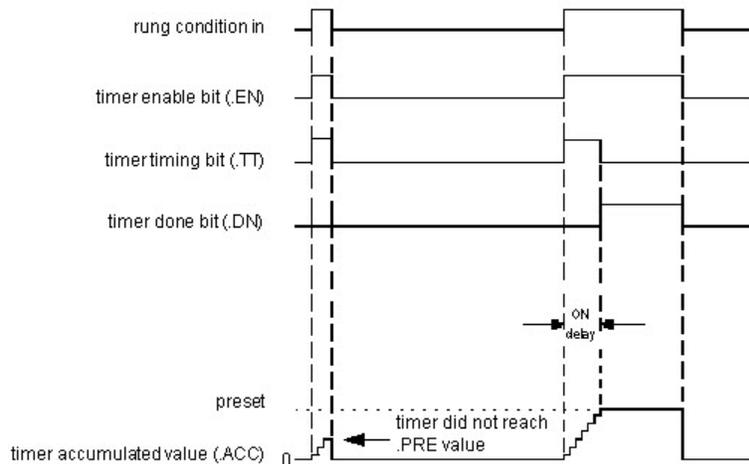 rung condition in
timer enable bit (.EN)
timer timing bit (.TT)
timer done bit (.DN)
ON
delay
preset
timer did not reach
.PRE value
timer accumulated value (.ACC)
0